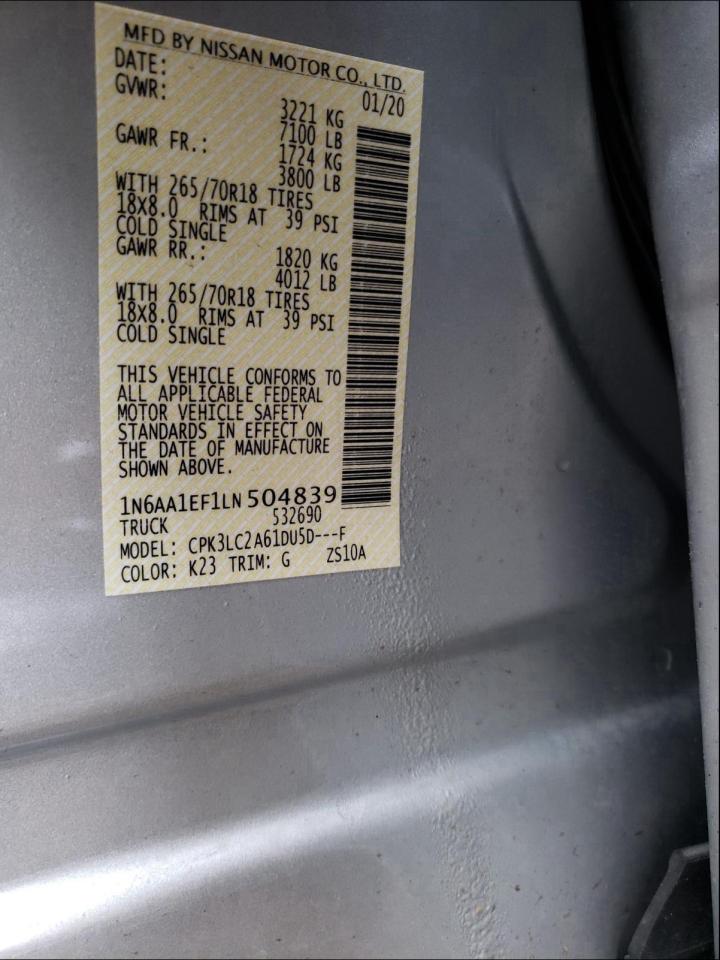 MFD BY NISSAN MOTOR CO., LTD.
DATE: 01/20
GVWR: 3221 KG
7100 LB
GAWR FR.: 1724 KG
3800 LB
WITH 265/70R18 TIRES
18X8.0 RIMS AT 39 PSI
COLD SINGLE
GAWR RR.: 1820 KG
4012 LB
WITH 265/70R18 TIRES
18X8.0 RIMS AT 39 PSI
COLD SINGLE
THIS VEHICLE CONFORMS TO
ALL APPLICABLE FEDERAL
MOTOR VEHICLE SAFETY
STANDARDS IN EFFECT ON
THE DATE OF MANUFACTURE
SHOWN ABOVE.
1N6AA1EF1LN504839
TRUCK 532690
MODEL: CPK3LC2A61DU5D---F
COLOR: K23 TRIM: G ZS10A